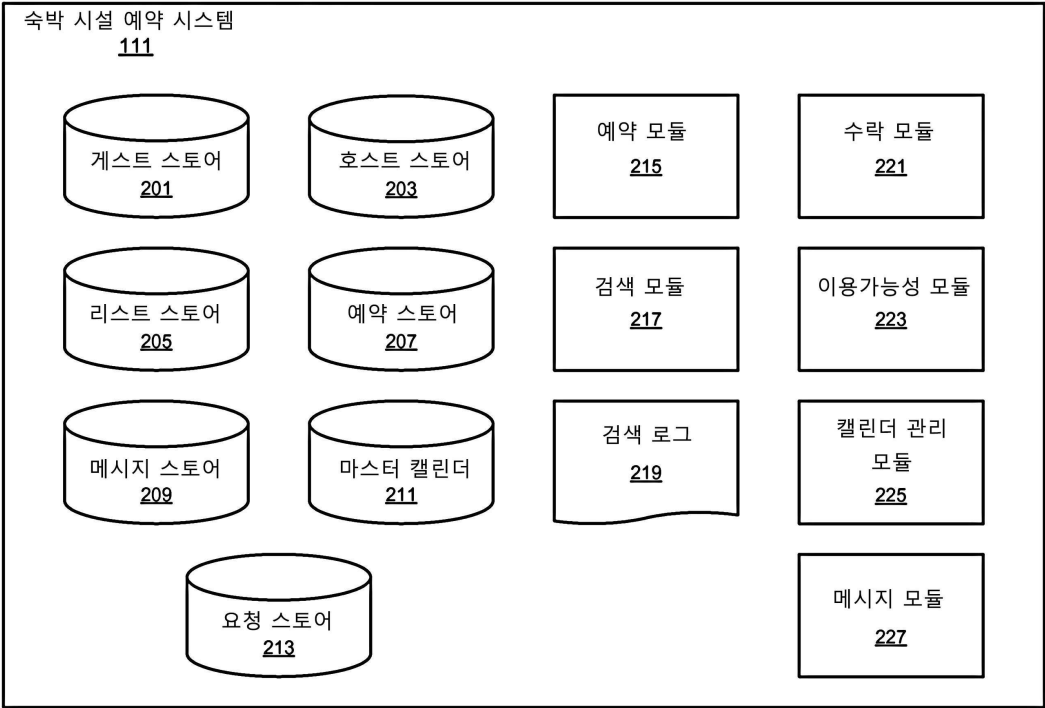 숙박 시설 예약 시스템
111
게스트 스토어
201
호스트 스토어
203
예약 모듈
215
수락 모듈
221
리스트 스토어
205
예약 스토어
207
검색 모듈
217
이용가능성 모듈
223
메시지 스토어
209
마스터 캘린더
211
검색 로그
219
캘린더 관리
모듈
225
요청 스토어
213
메시지 모듈
227